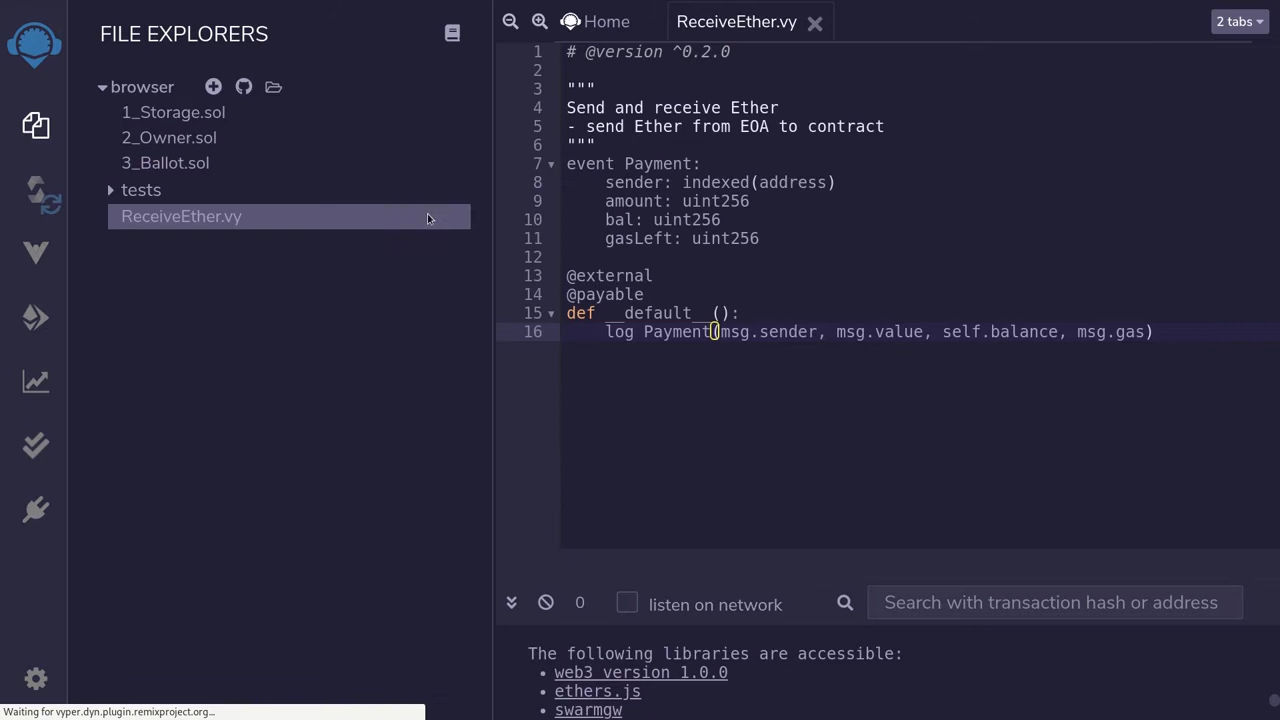 FILE EXPLORERS
browser
1_Storage.sol
2_Owner.sol
3_Ballot.sol
tests
ReceiveEther.vy
Home
ReceiveEther.vy
2 tabs
1 # @version ^0.2.0
2
3 """
4 Send and receive Ether
5 - send Ether from EOA to contract
6 """
7 event Payment:
8 sender: indexed(address)
9 amount: uint256
10 bal: uint256
11 gasLeft: uint256
12
13 @external
14 @payable
15 def __default__():
16 log Payment(msg.sender, msg.value, self.balance, msg.gas)
0 listen on network Search with transaction hash or address
The following libraries are accessible:
• web3 version 1.0.0
• ethers.js
• swarmgw
Waiting for vyper.dyn.plugin.remixproject.org...